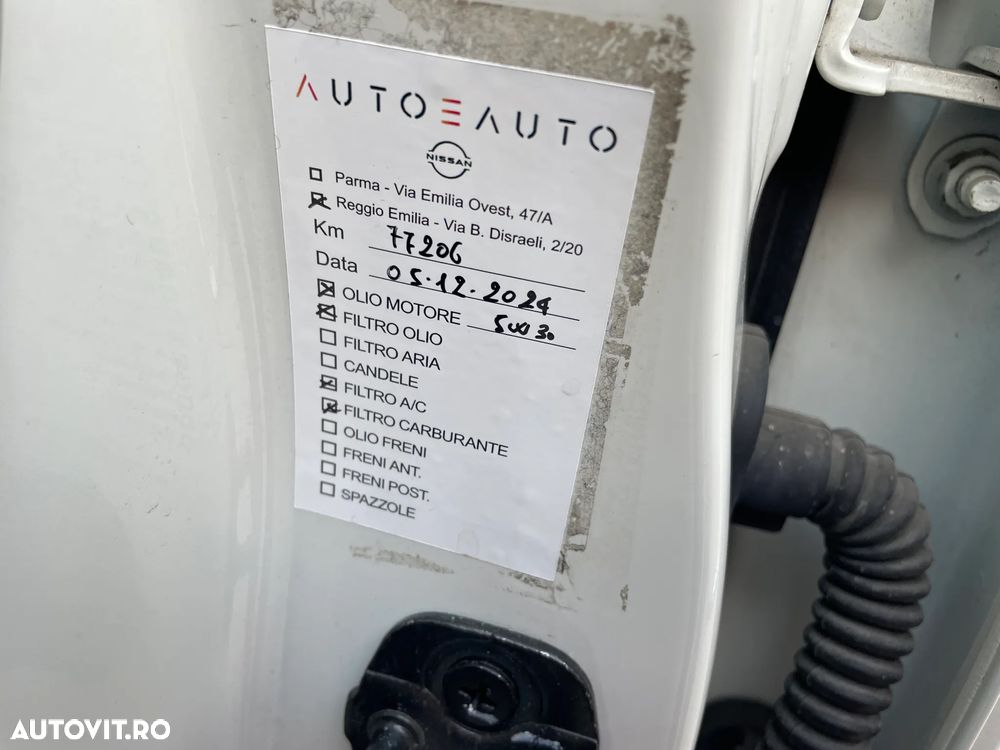 AUTOEAUTO
NISSAN
Parma - Via Emilia Ovest, 47/A
Reggio Emilia - Via B. Disraeli, 2/20
Km 77206
Data 05.12.2024
OLIO MOTORE 5W30
FILTRO OLIO
FILTRO ARIA
CANDELE
FILTRO A/C
FILTRO CARBURANTE
OLIO FRENI
FRENI ANT.
FRENI POST.
SPAZZOLE
AUTOVIT.RO